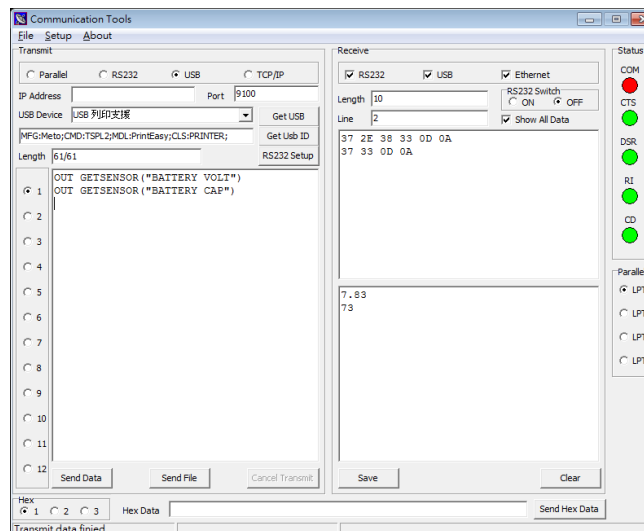 Communication Tools
File Setup About
Transmit
Parallel RS232 USB TCP/IP
IP Address Port 9100
USB Device USB 列印支援 Get USB
MFG:Meto;CMD:TSPL2;MDL:PrintEasy;CLS:PRINTER; Get Usb ID
Length 61/61 RS232 Setup
OUT GETSENSOR("BATTERY VOLT")
OUT GETSENSOR("BATTERY CAP")
1
2
3
4
5
6
7
8
9
10
11
12
Send Data Send File Cancel Transmit
Receive
RS232 USB Ethernet
Length 10 RS232 Switch
ON OFF
Line 2 Show All Data
37 2E 38 33 0D 0A
37 33 0D 0A
7.83
73
Save Clear
Status
COM
CTS
DSR
RI
CD
Paralle
LPT
LPT
LPT
LPT
Hex
1 2 3 Hex Data Send Hex Data
Transmit data finied